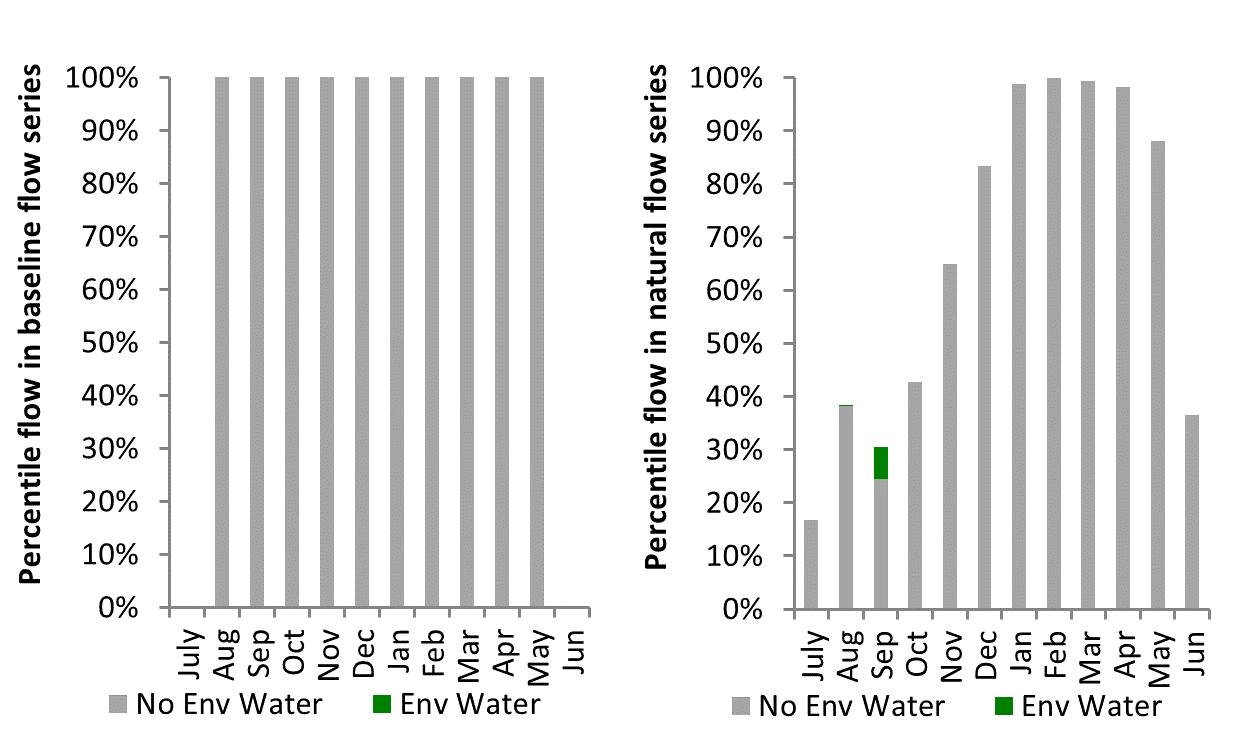 Percentile flow in baseline flow series
100%
90%
80%
70%
60%
50%
40%
30%
20%
10%
0%
July
Aug
Sep
Oct
Nov
Dec
Jan
Feb
Mar
Apr
May
Jun
No Env Water
Env Water
Percentile flow in natural flow series
100%
90%
80%
70%
60%
50%
40%
30%
20%
10%
0%
July
Aug
Sep
Oct
Nov
Dec
Jan
Feb
Mar
Apr
May
Jun
No Env Water
Env Water